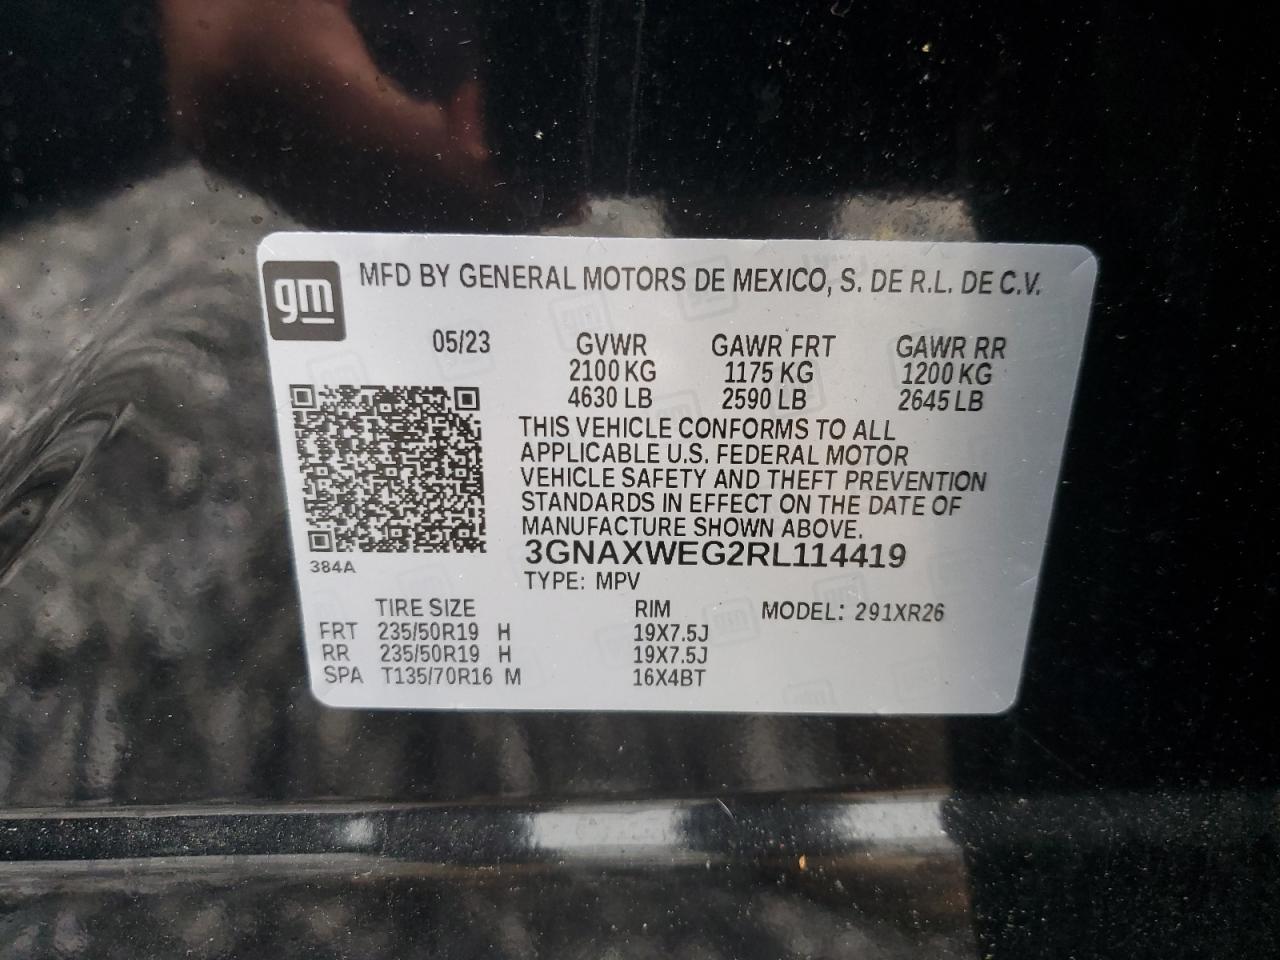 gm
MFD BY GENERAL MOTORS DE MEXICO, S. DE R.L. DE C.V.
05/23 GVWR GAWR FRT GAWR RR
2100 KG 1175 KG 1200 KG
4630 LB 2590 LB 2645 LB
THIS VEHICLE CONFORMS TO ALL
APPLICABLE U.S. FEDERAL MOTOR
VEHICLE SAFETY AND THEFT PREVENTION
STANDARDS IN EFFECT ON THE DATE OF
MANUFACTURE SHOWN ABOVE.
3GNAXWEG2RL114419
384A
TYPE: MPV
TIRE SIZE RIM MODEL: 291XR26
FRT 235/50R19 H 19X7.5J
RR 235/50R19 H 19X7.5J
SPA T135/70R16 M 16X4BT